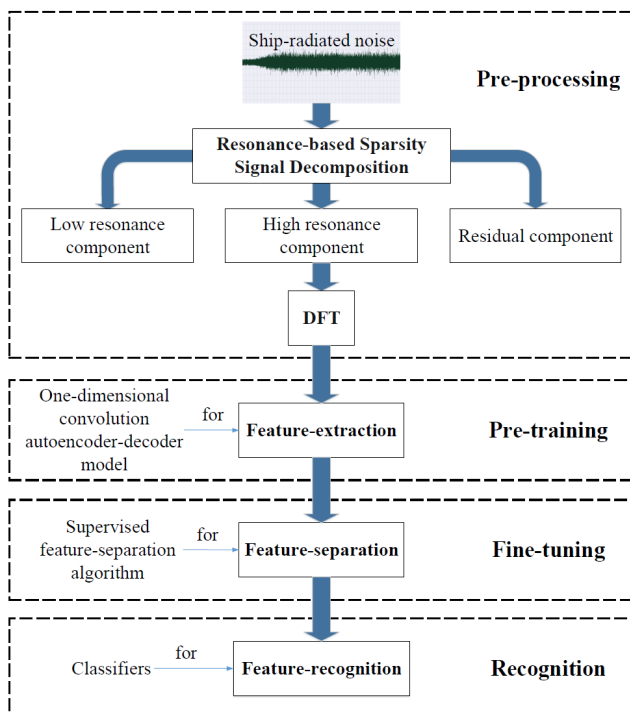 Ship-radiated noise
Pre-processing
Resonance-based Sparsity
Signal Decomposition
Low resonance
component
High resonance
component
Residual component
DFT
One-dimensional
convolution
autoencoder-decoder
model
for
Feature-extraction
Pre-training
Supervised
feature-separation
algorithm
for
Feature-separation
Fine-tuning
Classifiers
for
Feature-recognition
Recognition